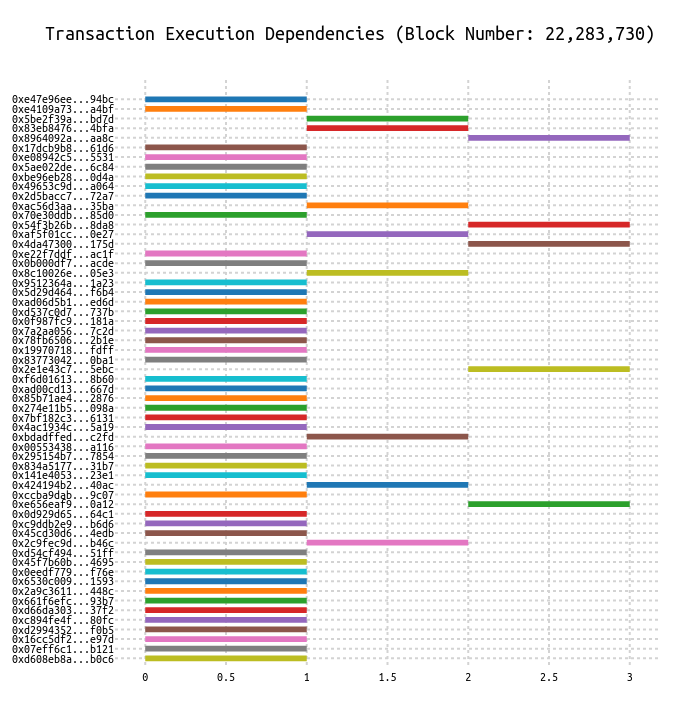 Transaction Execution Dependencies (Block Number: 22,283,730)
0xe47e96ee...94bc
0xe4109a73...a4bf
0x5be2f39a...bd7d
0x83eb8476...4bfa
0x8964092a...aa8c
0x17dcb9b8...61d6
0xe08942c5...5531
0x5ae022de...6c84
0xbe96eb28...0d4a
0x49653c9d...a064
0x2d5bacc7...72a7
0xac56d3aa...35ba
0x70e30ddb...85d0
0x54f3b26b...8da8
0xaf5f01cc...0e27
0x4da47300...175d
0xe22f7ddf...ac1f
0x0b000df7...acde
0x8c10026e...05e3
0x9512364a...1a23
0x5d29d464...f6b4
0xad06d5b1...ed6d
0xd537c0d7...737b
0x0f987fc9...181a
0x7a2aa056...7c2d
0x78fb6506...2b1e
0x19970718...fdff
0x83773042...0ba1
0x2e1e43c7...5ebc
0xf6d01613...8b60
0xad00cd13...667d
0x85b71ae4...2876
0x274e11b5...098a
0x7bf182c3...6131
0x4ac1934c...5a19
0xbdadffed...c2fd
0x00553438...a116
0x295154b7...7854
0x834a5177...31b7
0x141e4053...23e1
0x424194b2...40ac
0xccba9dab...9c07
0xe656eaf9...0a12
0x0d929d65...64c1
0xc9ddb2e9...b6d6
0x45cd30d6...4edb
0x2c9fec9d...b46c
0xd54cf494...51ff
0x45f7b60b...4695
0x0eedf779...f76e
0x6530c009...1593
0x2a9c3611...448c
0x661f6efc...93b7
0xd66da303...37f2
0xc894fe4f...80fc
0xd2994352...f0b5
0x16cc5df2...e97d
0x07eff6c1...b121
0xd608eb8a...b0c6
0 0.5 1 1.5 2 2.5 3